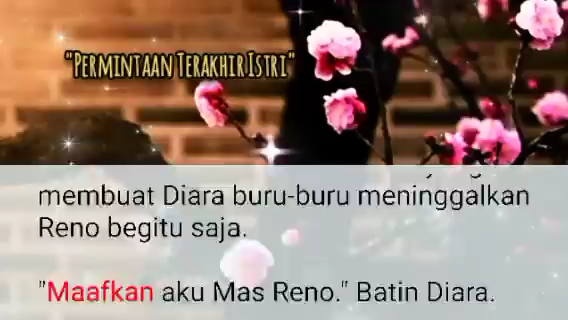 "Permintaan Terakhir Istri"
membuat Diara buru-buru meninggalkan
Reno begitu saja.
"Maafkan aku Mas Reno." Batin Diara.